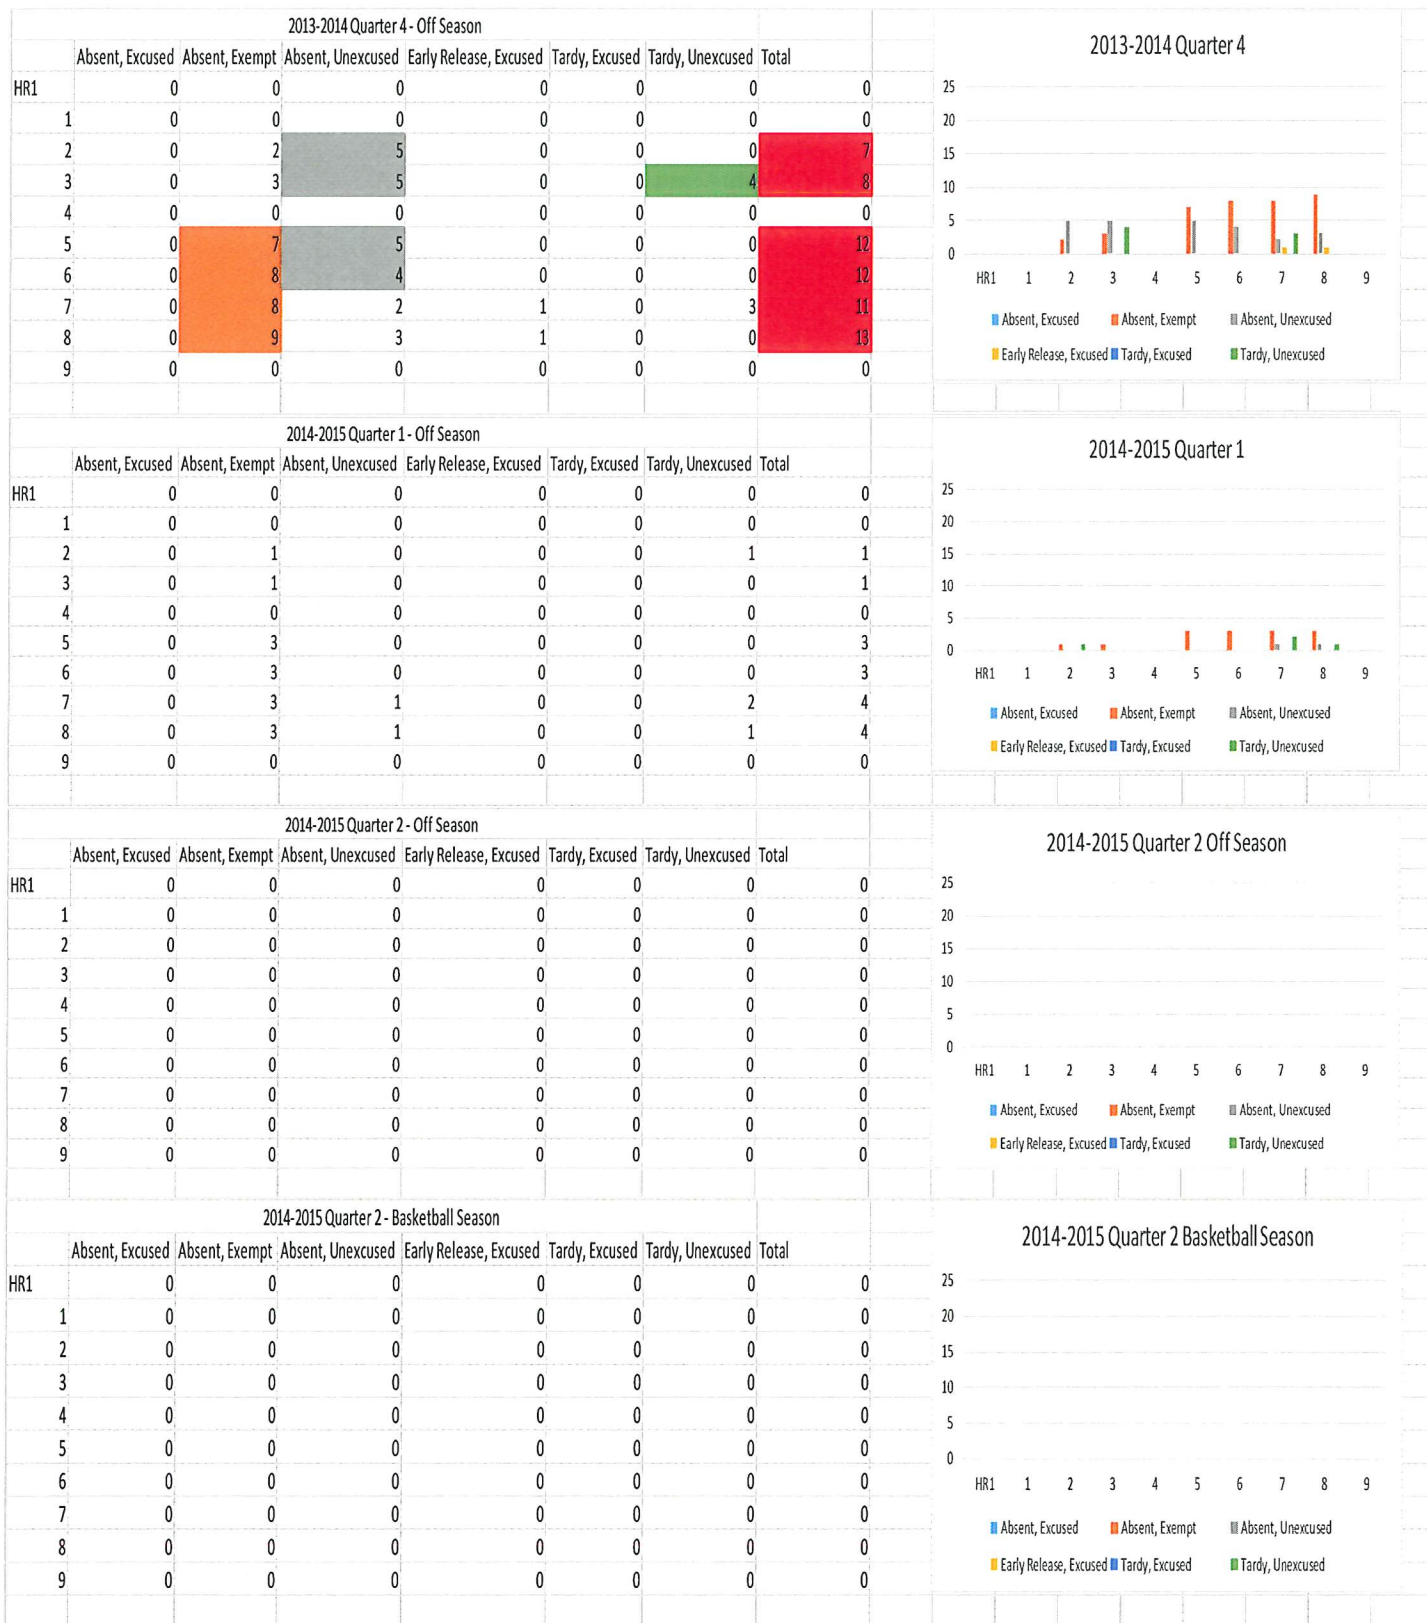 2013-2014 Quarter 4 - Off Season
Absent, Excused Absent, Exempt Absent, Unexcused Early Release, Excused Tardy, Excused Tardy, Unexcused Total
HR1 0 0 0 0 0 0 0
1 0 0 0 0 0 0 0
2 0 2 5 0 0 0 7
3 0 3 5 0 0 4 8
4 0 0 0 0 0 0 0
5 0 7 5 0 0 0 12
6 0 8 4 0 0 0 12
7 0 8 2 1 0 3 11
8 0 9 3 1 0 0 13
9 0 0 0 0 0 0 0
2013-2014 Quarter 4
25
20
15
10
5
0
HR1 1 2 3 4 5 6 7 8 9
Absent, Excused Absent, Exempt Absent, Unexcused
Early Release, Excused Tardy, Excused Tardy, Unexcused
2014-2015 Quarter 1 - Off Season
Absent, Excused Absent, Exempt Absent, Unexcused Early Release, Excused Tardy, Excused Tardy, Unexcused Total
HR1 0 0 0 0 0 0 0
1 0 0 0 0 0 0 0
2 0 1 0 0 0 1 1
3 0 1 0 0 0 0 1
4 0 0 0 0 0 0 0
5 0 3 0 0 0 0 3
6 0 3 0 0 0 0 3
7 0 3 1 0 0 2 4
8 0 3 1 0 0 1 4
9 0 0 0 0 0 0 0
2014-2015 Quarter 1
25
20
15
10
5
0
HR1 1 2 3 4 5 6 7 8 9
Absent, Excused Absent, Exempt Absent, Unexcused
Early Release, Excused Tardy, Excused Tardy, Unexcused
2014-2015 Quarter 2 - Off Season
Absent, Excused Absent, Exempt Absent, Unexcused Early Release, Excused Tardy, Excused Tardy, Unexcused Total
HR1 0 0 0 0 0 0 0
1 0 0 0 0 0 0 0
2 0 0 0 0 0 0 0
3 0 0 0 0 0 0 0
4 0 0 0 0 0 0 0
5 0 0 0 0 0 0 0
6 0 0 0 0 0 0 0
7 0 0 0 0 0 0 0
8 0 0 0 0 0 0 0
9 0 0 0 0 0 0 0
2014-2015 Quarter 2 Off Season
25
20
15
10
5
0
HR1 1 2 3 4 5 6 7 8 9
Absent, Excused Absent, Exempt Absent, Unexcused
Early Release, Excused Tardy, Excused Tardy, Unexcused
2014-2015 Quarter 2 - Basketball Season
Absent, Excused Absent, Exempt Absent, Unexcused Early Release, Excused Tardy, Excused Tardy, Unexcused Total
HR1 0 0 0 0 0 0 0
1 0 0 0 0 0 0 0
2 0 0 0 0 0 0 0
3 0 0 0 0 0 0 0
4 0 0 0 0 0 0 0
5 0 0 0 0 0 0 0
6 0 0 0 0 0 0 0
7 0 0 0 0 0 0 0
8 0 0 0 0 0 0 0
9 0 0 0 0 0 0 0
2014-2015 Quarter 2 Basketball Season
25
20
15
10
5
0
HR1 1 2 3 4 5 6 7 8 9
Absent, Excused Absent, Exempt Absent, Unexcused
Early Release, Excused Tardy, Excused Tardy, Unexcused